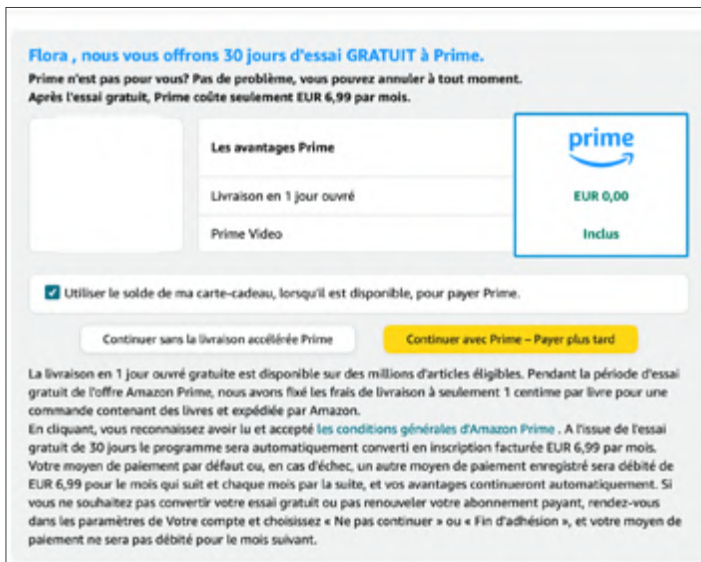 Flora , nous vous offrons 30 jours d'essai GRATUIT à Prime.
Prime n'est pas pour vous? Pas de problème, vous pouvez annuler à tout moment.
Après l'essai gratuit, Prime coûte seulement EUR 6,99 par mois.
Les avantages Prime
prime
Livraison en 1 jour ouvré
EUR 0,00
Prime Video
Inclus
Utiliser le solde de ma carte-cadeau, lorsqu'il est disponible, pour payer Prime.
Continuer sans la livraison accélérée Prime
Continuer avec Prime – Payer plus tard
La livraison en 1 jour ouvré gratuite est disponible sur des millions d'articles éligibles. Pendant la période d'essai
gratuit de l'offre Amazon Prime, nous avons fixé les frais de livraison à seulement 1 centime par livre pour une
commande contenant des livres et expédiée par Amazon.
En cliquant, vous reconnaissez avoir lu et accepté les conditions générales d'Amazon Prime . A l'issue de l'essai
gratuit de 30 jours le programme sera automatiquement converti en inscription facturée EUR 6,99 par mois.
Votre moyen de paiement par défaut ou, en cas d'échec, un autre moyen de paiement enregistré sera débité de
EUR 6,99 pour le mois qui suit et chaque mois par la suite, et vos avantages continueront automatiquement. Si
vous ne souhaitez pas convertir votre essai gratuit ou pas renouveler votre abonnement payant, rendez-vous
dans les paramètres de Votre compte et choisissez « Ne pas continuer » ou « Fin d'adhésion », et votre moyen de
paiement ne sera pas débité pour le mois suivant.